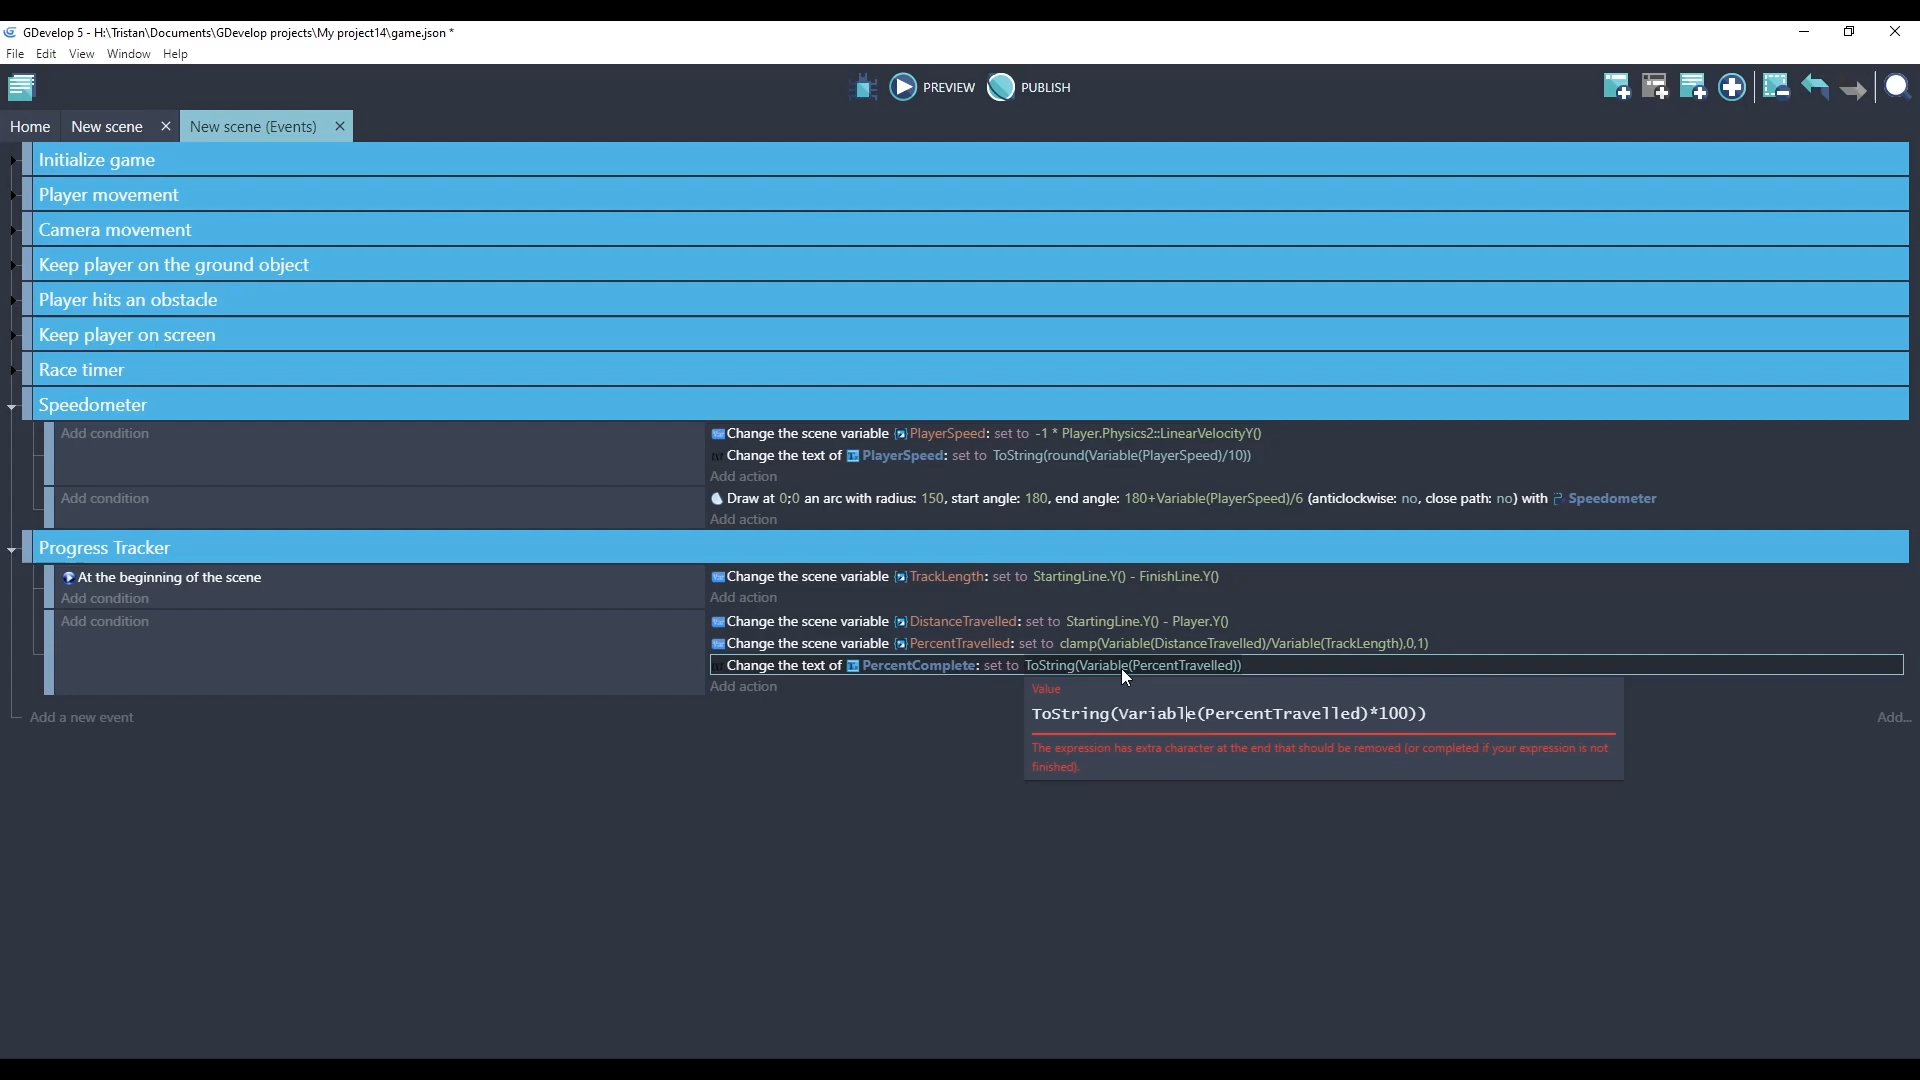 GDevelop 5 - H:\Tristan\Documents\GDevelop projects\My project14\game.json *
File Edit View Window Help
PREVIEW PUBLISH
Home New scene × New scene (Events) ×
Initialize game
Player movement
Camera movement
Keep player on the ground object
Player hits an obstacle
Keep player on screen
Race timer
Speedometer
Add condition
Change the scene variable PlayerSpeed: set to -1 * Player.Physics2::LinearVelocityY()
Change the text of PlayerSpeed: set to ToString(round(Variable(PlayerSpeed)/10))
Add action
Add condition
Draw at 0;0 an arc with radius: 150, start angle: 180, end angle: 180+Variable(PlayerSpeed)/6 (anticlockwise: no, close path: no) with Speedometer
Add action
Progress Tracker
At the beginning of the scene
Add condition
Change the scene variable TrackLength: set to StartingLine.Y() - FinishLine.Y()
Add action
Add condition
Change the scene variable DistanceTravelled: set to StartingLine.Y() - Player.Y()
Change the scene variable PercentTravelled: set to clamp(Variable(DistanceTravelled)/Variable(TrackLength),0,1)
Change the text of PercentComplete: set to ToString(Variable(PercentTravelled))
Add action
Value
ToString(Variable(PercentTravelled)*100))
The expression has extra character at the end that should be removed (or completed if your expression is not
finished).
Add a new event Add...